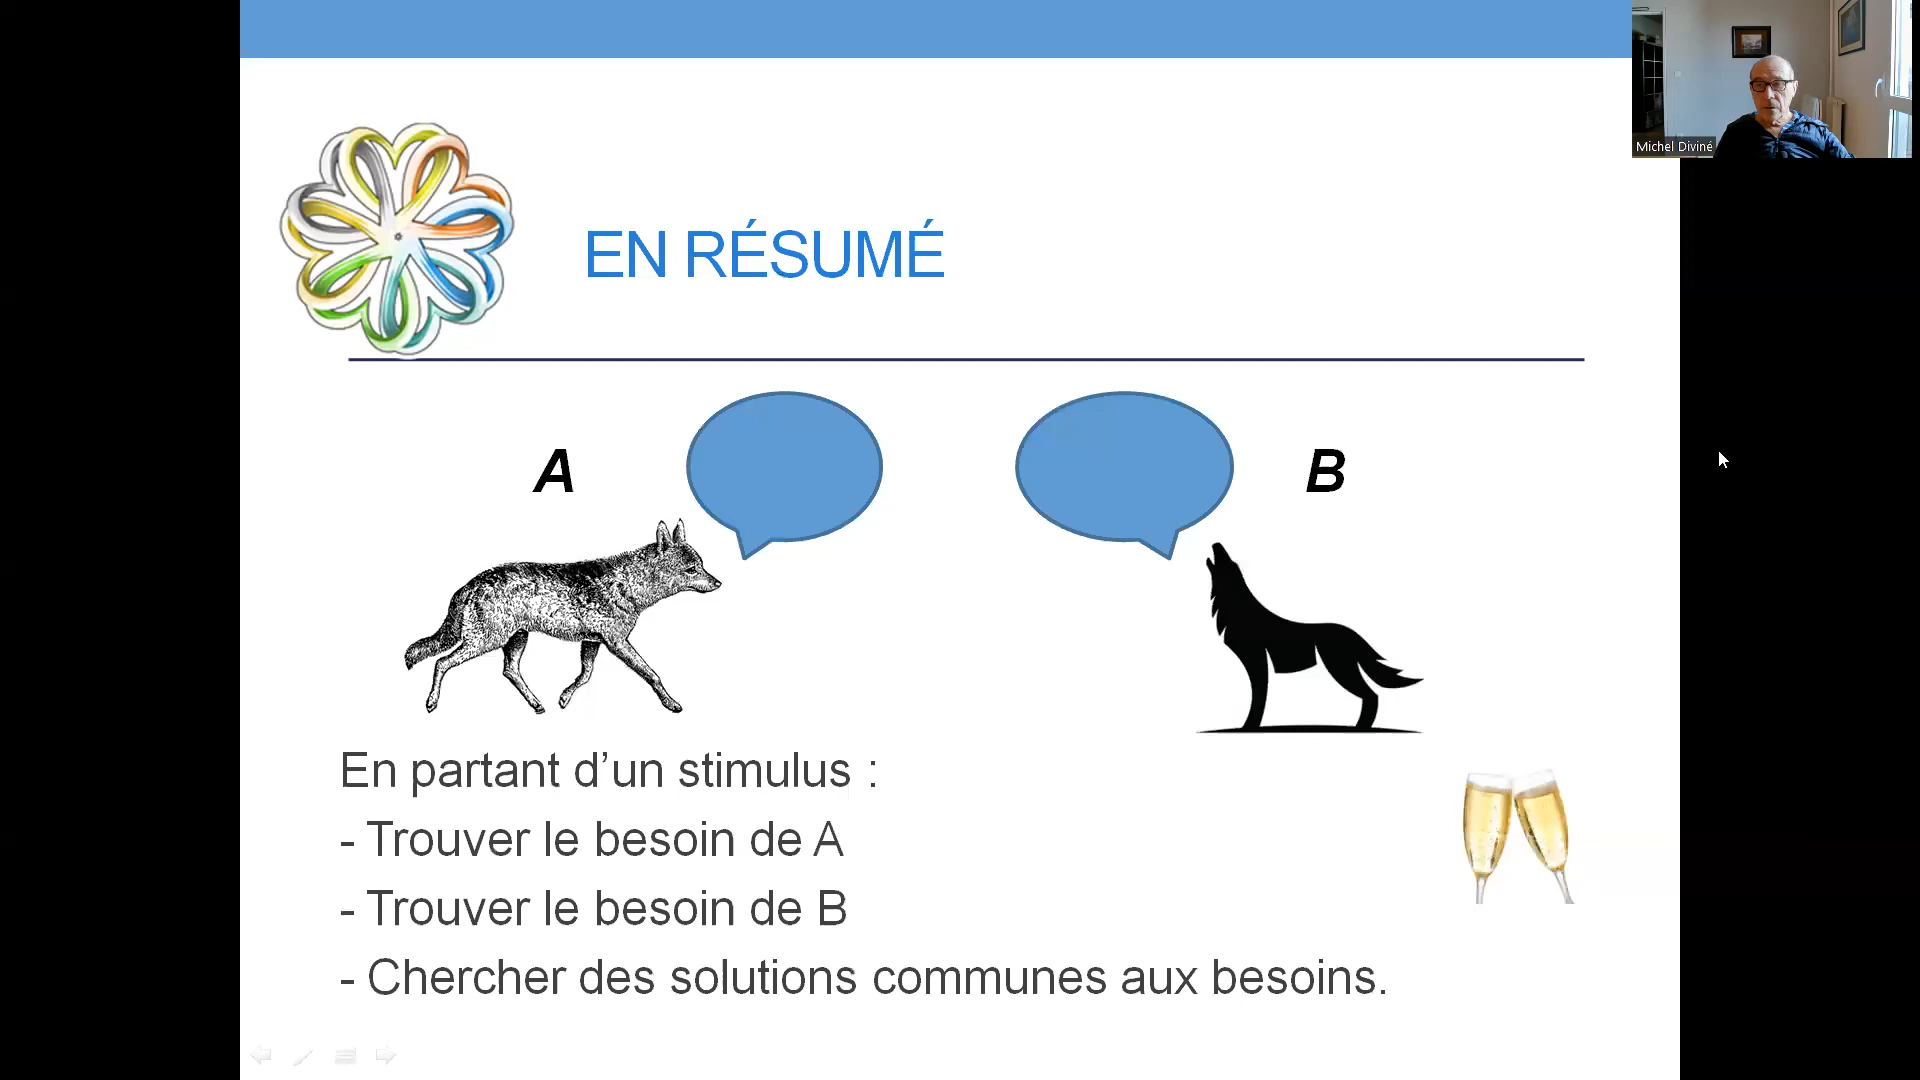 Michel Diviné
EN RÉSUMÉ
A
B
En partant d’un stimulus :
- Trouver le besoin de A
- Trouver le besoin de B
- Chercher des solutions communes aux besoins.